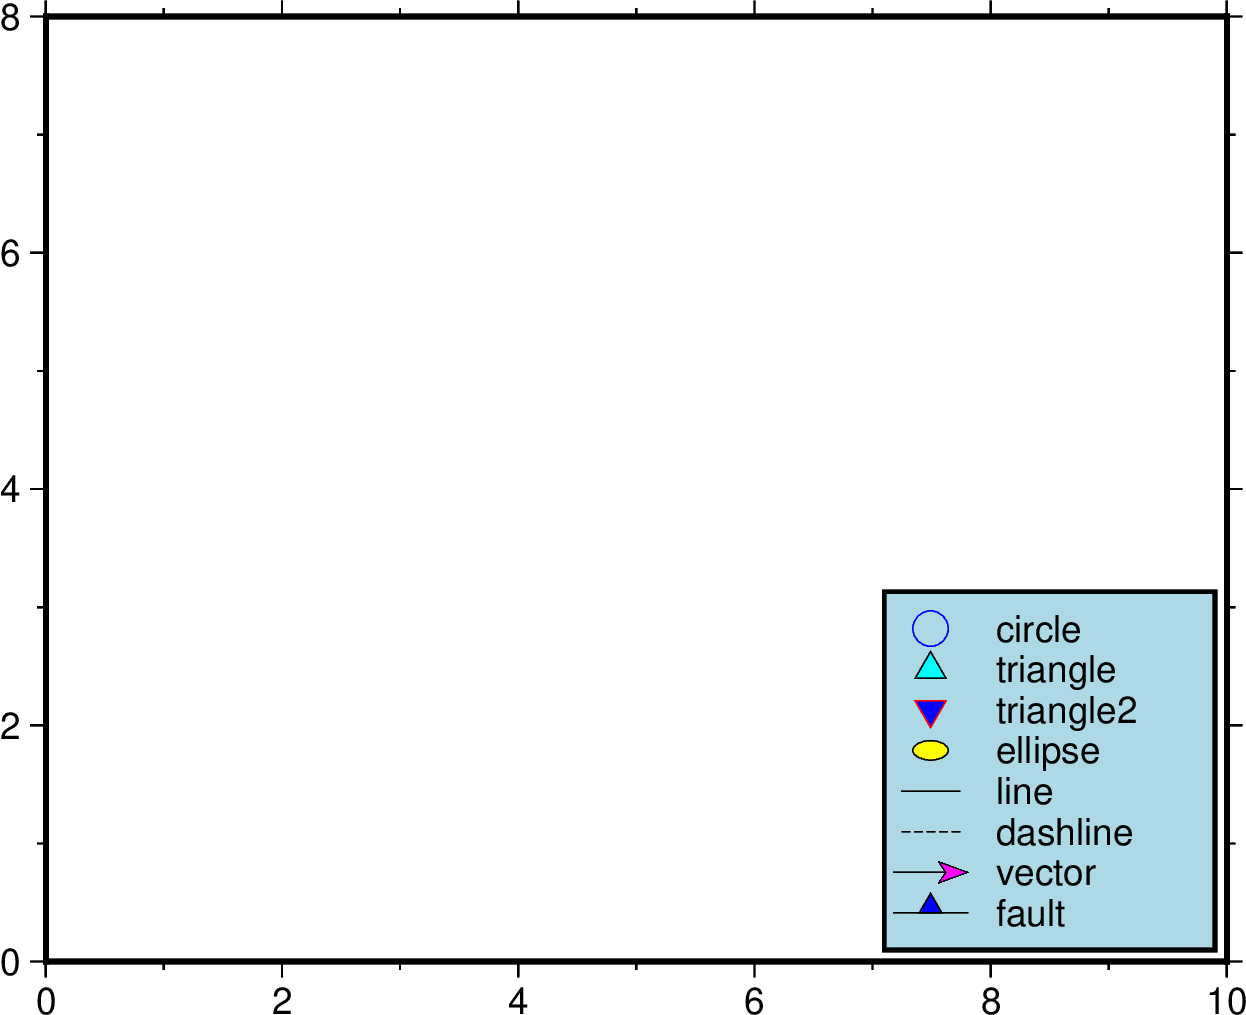 8
6
4
2
0
0 2 4 6 8 10
circle
triangle
triangle2
ellipse
line
dashline
vector
fault